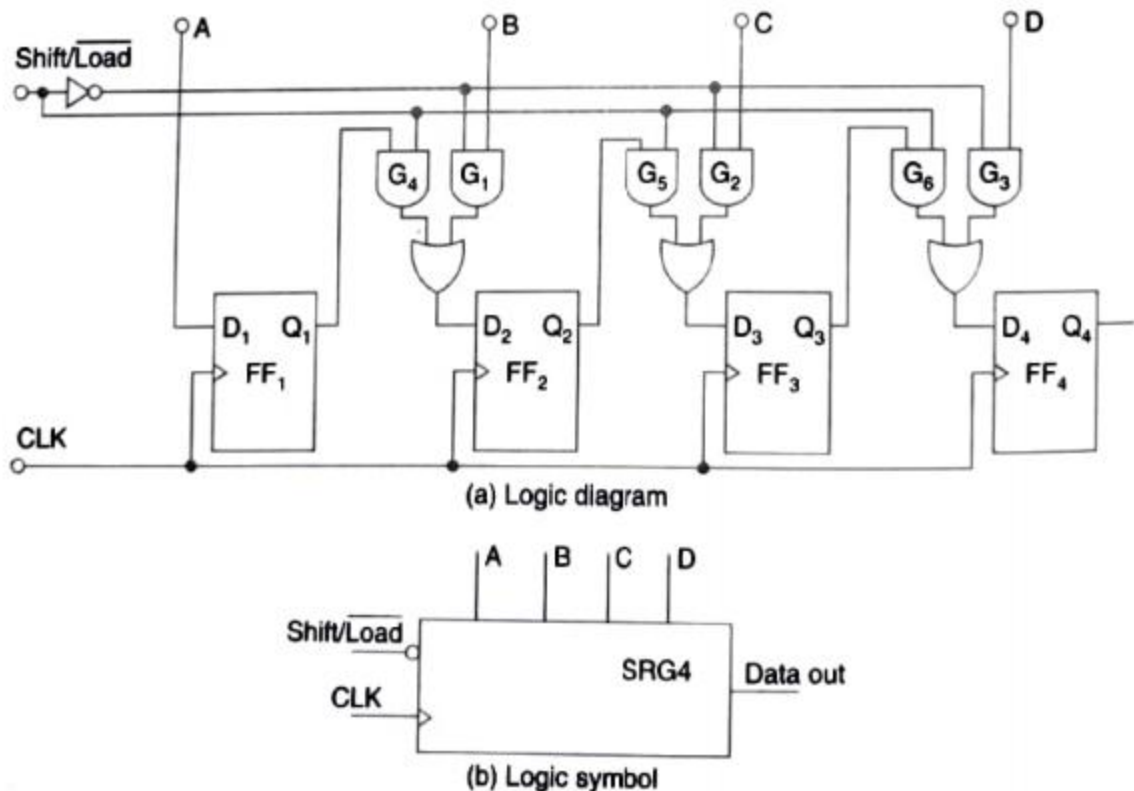 A B C D
Shift/Load
G4 G1 G5 G2 G6 G3
D1 Q1 D2 Q2 D3 Q3 D4 Q4
FF1 FF2 FF3 FF4
CLK
(a) Logic diagram
A B C D
Shift/Load
SRG4
Data out
CLK
(b) Logic symbol